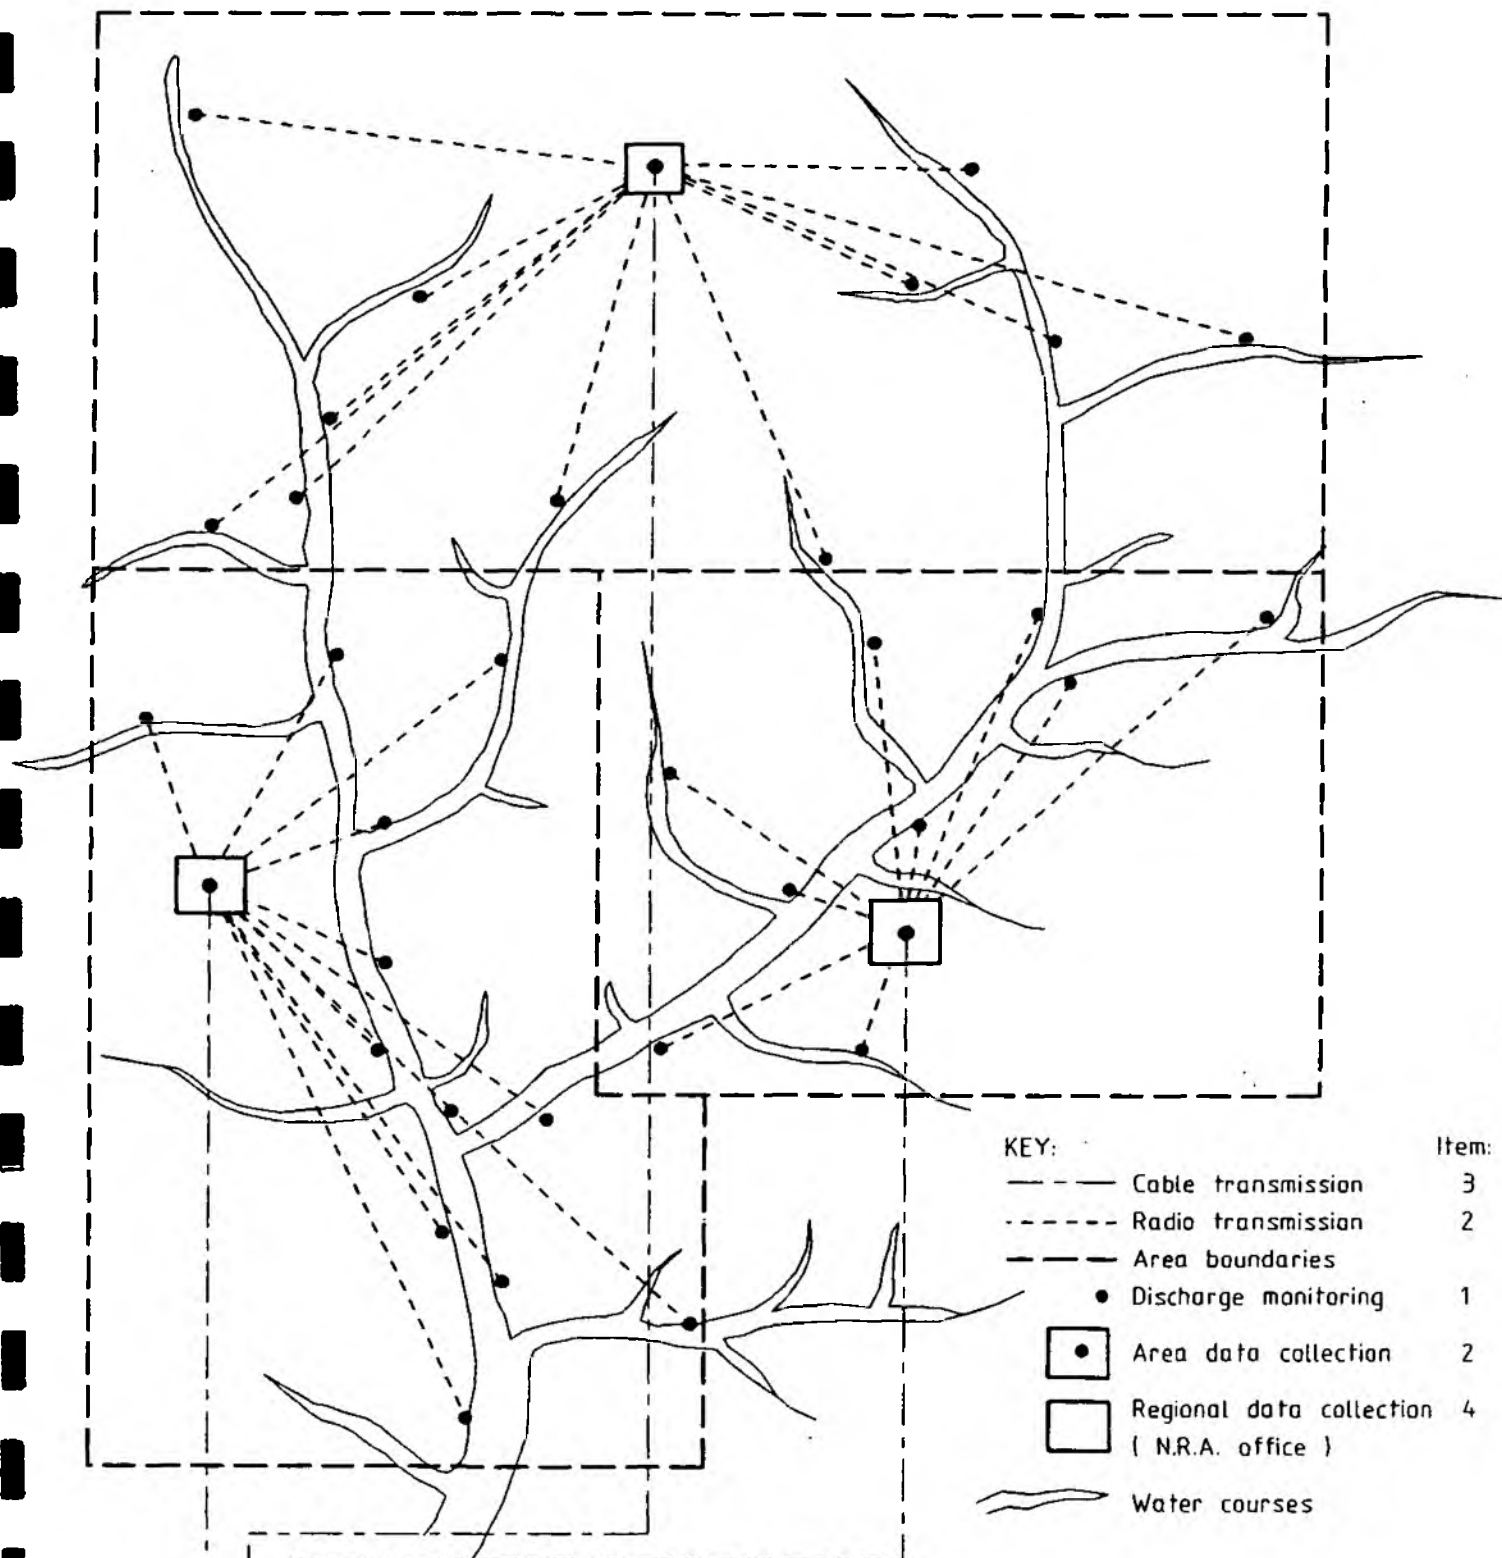 KEY: Item:
Cable transmission 3
Radio transmission 2
Area boundaries
Discharge monitoring 1
Area data collection 2
Regional data collection 4
( N.R.A. office )
Water courses